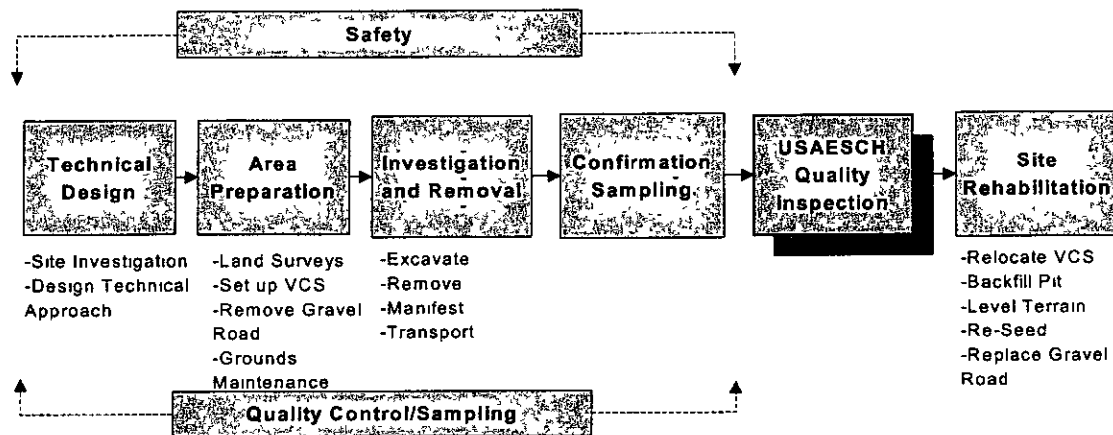 Safety
Technical
Design
Area
Preparation
Investigation
and Removal
Confirmation
Sampling
USAESCH
Quality
Inspection
Site
Rehabilitation
-Site Investigation
-Design Technical
Approach
-Land Surveys
-Set up VCS
-Remove Gravel
Road
-Grounds
Maintenance
-Excavate
-Remove
-Manifest
-Transport
-Relocate VCS
-Backfill Pit
-Level Terrain
-Re-Seed
-Replace Gravel
Road
Quality Control/Sampling